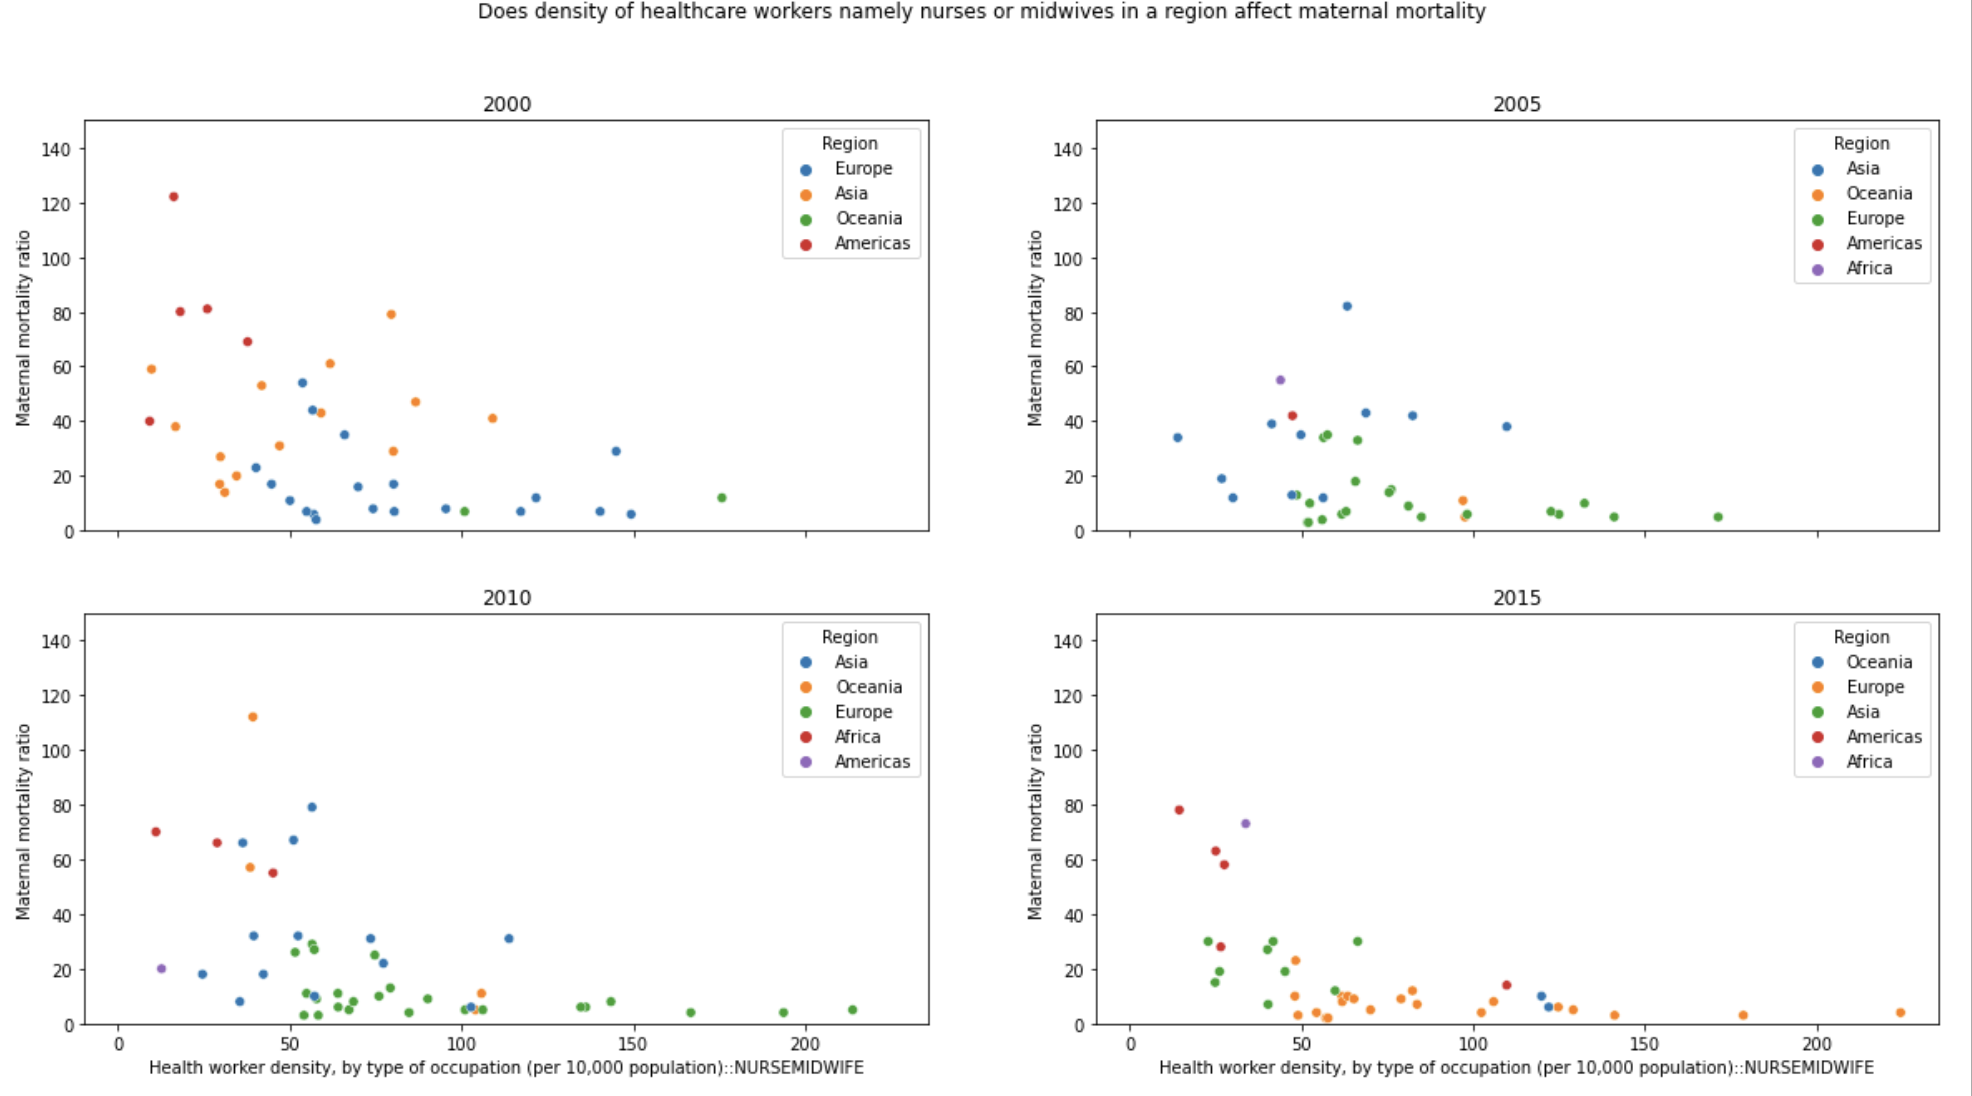 Does density of healthcare workers namely nurses or midwives in a region affect maternal mortality
2000
Maternal mortality ratio
140
120
100
80
60
40
20
0
Region
Europe
Asia
Oceania
Americas
2005
Maternal mortality ratio
140
120
100
80
60
40
20
0
Region
Asia
Oceania
Europe
Americas
Africa
2010
Maternal mortality ratio
140
120
100
80
60
40
20
0
Region
Asia
Oceania
Europe
Africa
Americas
0 50 100 150 200
Health worker density, by type of occupation (per 10,000 population)::NURSEMIDWIFE
2015
Maternal mortality ratio
140
120
100
80
60
40
20
0
Region
Oceania
Europe
Asia
Americas
Africa
0 50 100 150 200
Health worker density, by type of occupation (per 10,000 population)::NURSEMIDWIFE